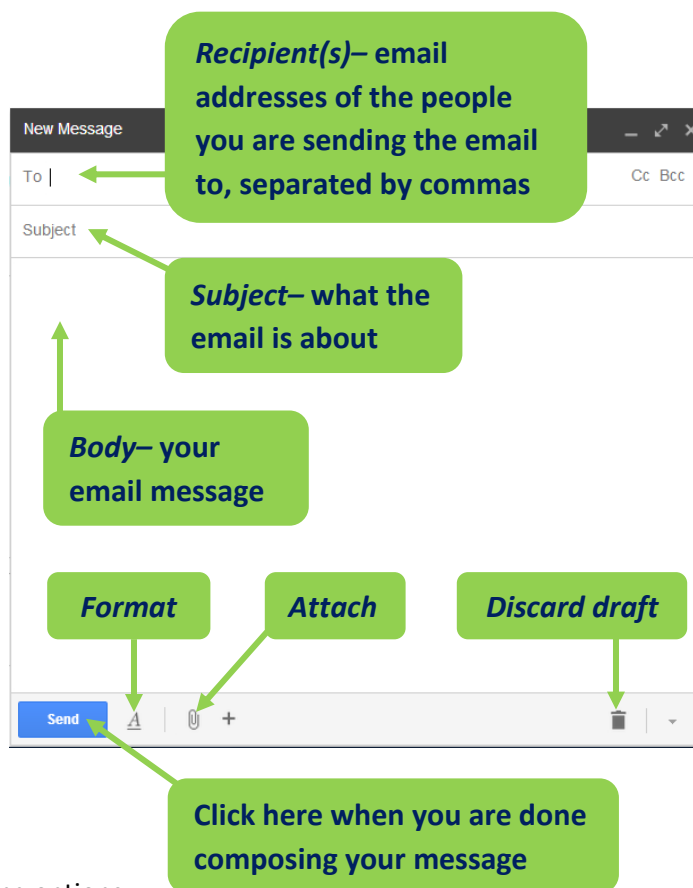 Recipient(s)– email
addresses of the people
you are sending the email
to, separated by commas
New Message
To
Cc Bcc
Subject
Subject– what the
email is about
Body– your
email message
Format
Attach
Discard draft
Send
A
Click here when you are done
composing your message